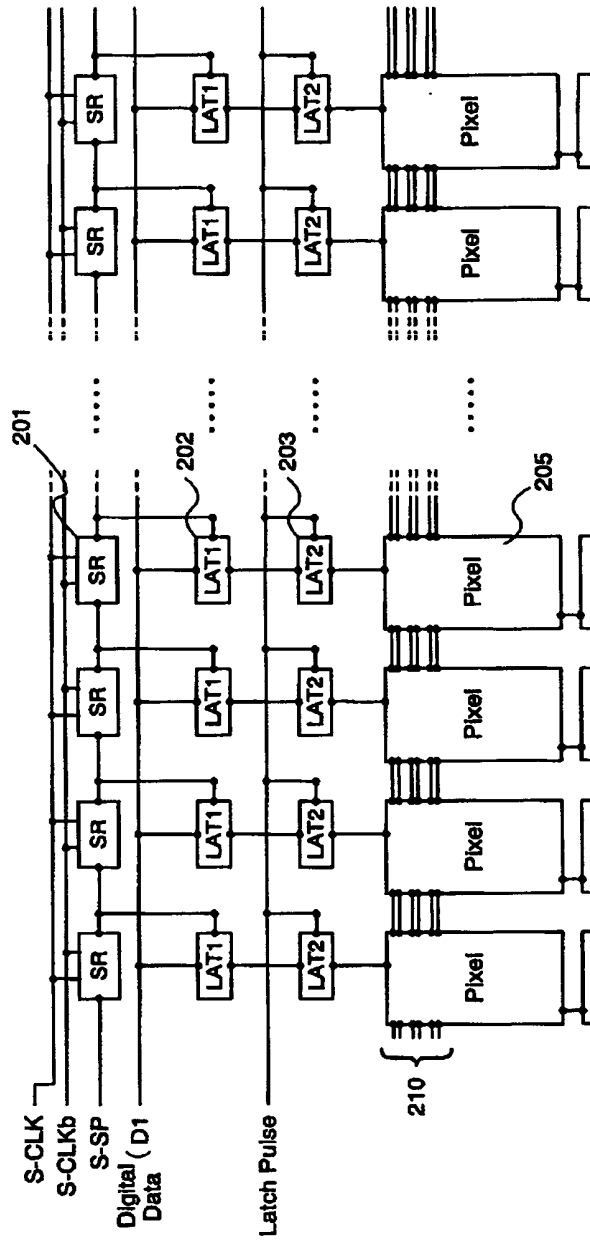 S-CLK
S-CLKb
S-SP
Digital ( D1
Data
Latch Pulse
201
202
203
205
210
SR SR SR SR SR SR
LAT1 LAT1 LAT1 LAT1 LAT1 LAT1
LAT2 LAT2 LAT2 LAT2 LAT2 LAT2
Pixel Pixel Pixel Pixel Pixel Pixel